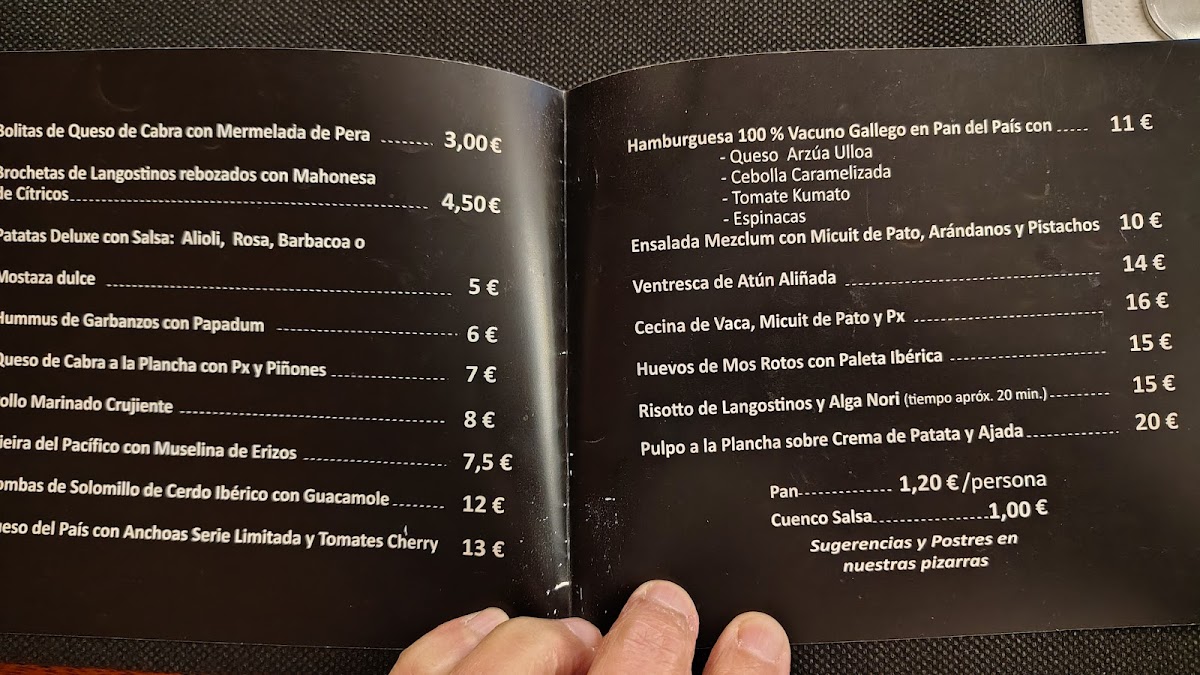 Bolitas de Queso de Cabra con Mermelada de Pera ...... 3,00 €
Brochetas de Langostinos rebozados con Mahonesa
de Cítricos 4,50 €
Patatas Deluxe con Salsa: Alioli, Rosa, Barbacoa o
Mostaza dulce 5 €
Hummus de Garbanzos con Papadum 6 €
Queso de Cabra a la Plancha con Px y Piñones 7 €
ollo Marinado Crujiente 8 €
ieira del Pacífico con Muselina de Erizos 7,5 €
ombas de Solomillo de Cerdo Ibérico con Guacamole 12 €
ueso del País con Anchoas Serie Limitada y Tomates Cherry 13 €
Hamburguesa 100 % Vacuno Gallego en Pan del País con ..... 11 €
- Queso Arzúa Ulloa
- Cebolla Caramelizada
- Tomate Kumato
- Espinacas
Ensalada Mezclum con Micuit de Pato, Arándanos y Pistachos 10 €
Ventresca de Atún Aliñada 14 €
Cecina de Vaca, Micuit de Pato y Px 16 €
Huevos de Mos Rotos con Paleta Ibérica 15 €
Risotto de Langostinos y Alga Nori (tiempo apróx. 20 min.) 15 €
Pulpo a la Plancha sobre Crema de Patata y Ajada 20 €
Pan 1,20 €/persona
Cuenco Salsa 1,00 €
Sugerencias y Postres en
nuestras pizarras